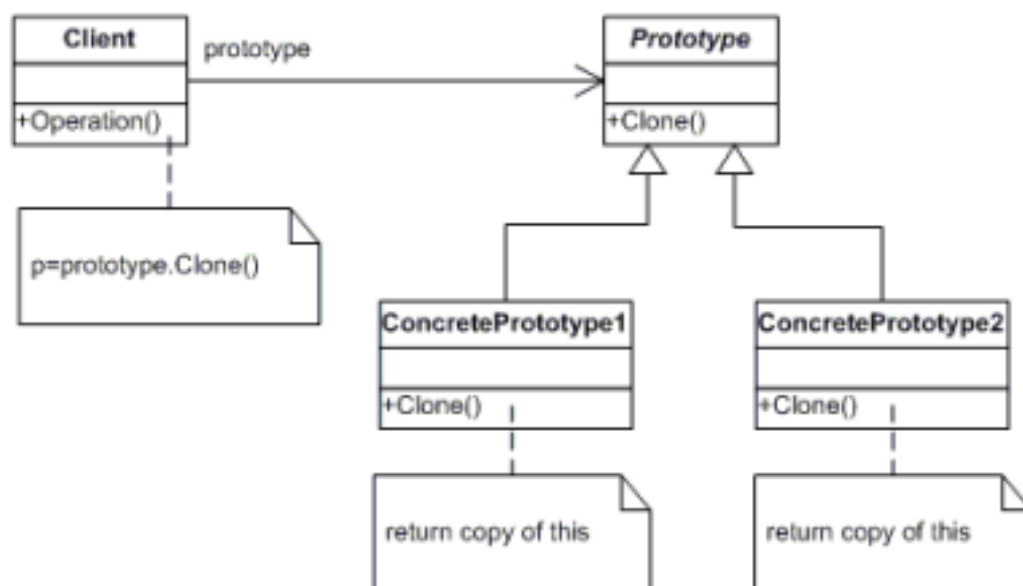 Client
prototype
Prototype
+Operation()
+Clone()
p=prototype.Clone()
ConcretePrototype1
ConcretePrototype2
+Clone()
+Clone()
return copy of this
return copy of this